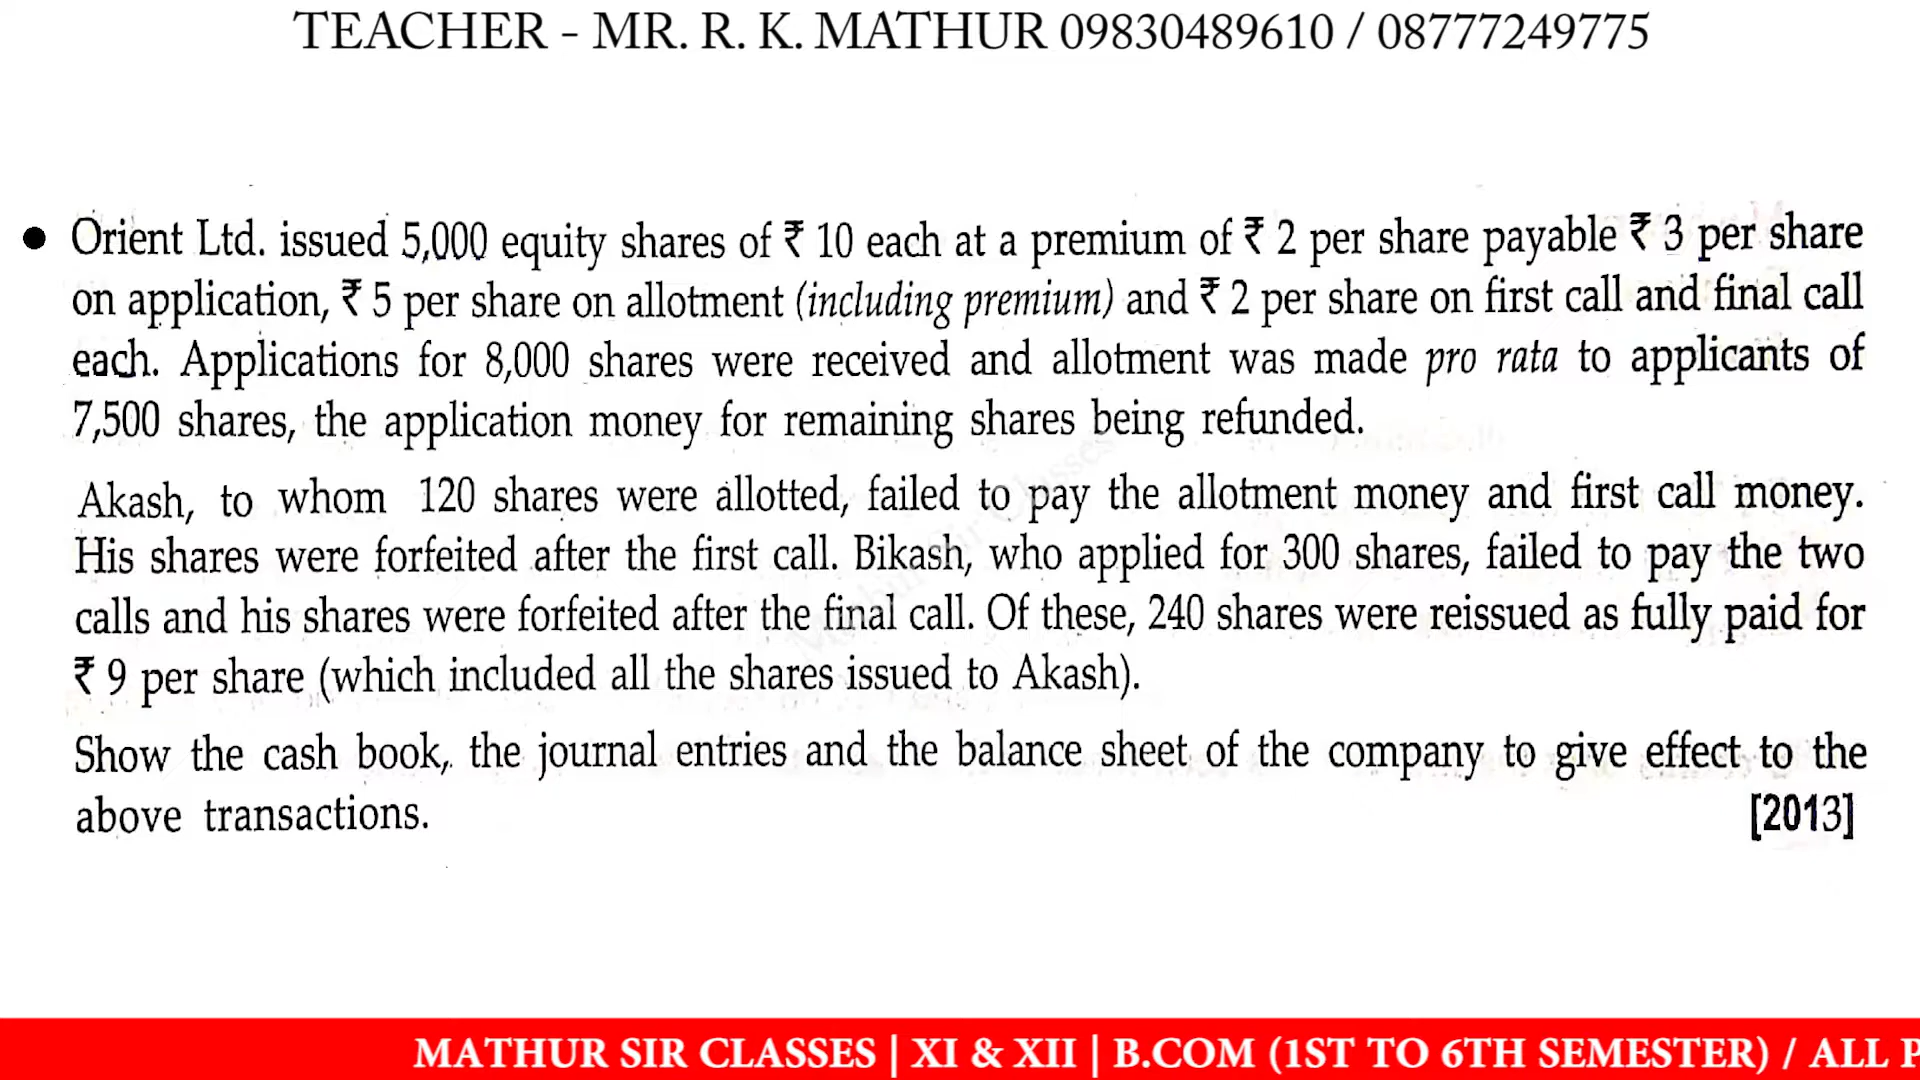 TEACHER - MR. R. K. MATHUR 09830489610 / 08777249775
● Orient Ltd. issued 5,000 equity shares of ₹ 10 each at a premium of ₹ 2 per share payable ₹ 3 per share
on application, ₹ 5 per share on allotment (including premium) and ₹ 2 per share on first call and final call
each. Applications for 8,000 shares were received and allotment was made pro rata to applicants of
7,500 shares, the application money for remaining shares being refunded.
Akash, to whom 120 shares were allotted, failed to pay the allotment money and first call money.
His shares were forfeited after the first call. Bikash, who applied for 300 shares, failed to pay the two
calls and his shares were forfeited after the final call. Of these, 240 shares were reissued as fully paid for
₹ 9 per share (which included all the shares issued to Akash).
Show the cash book, the journal entries and the balance sheet of the company to give effect to the
above transactions. [2013]
Mathur Sir Classes
MATHUR SIR CLASSES | XI & XII | B.COM (1ST TO 6TH SEMESTER) / ALL P